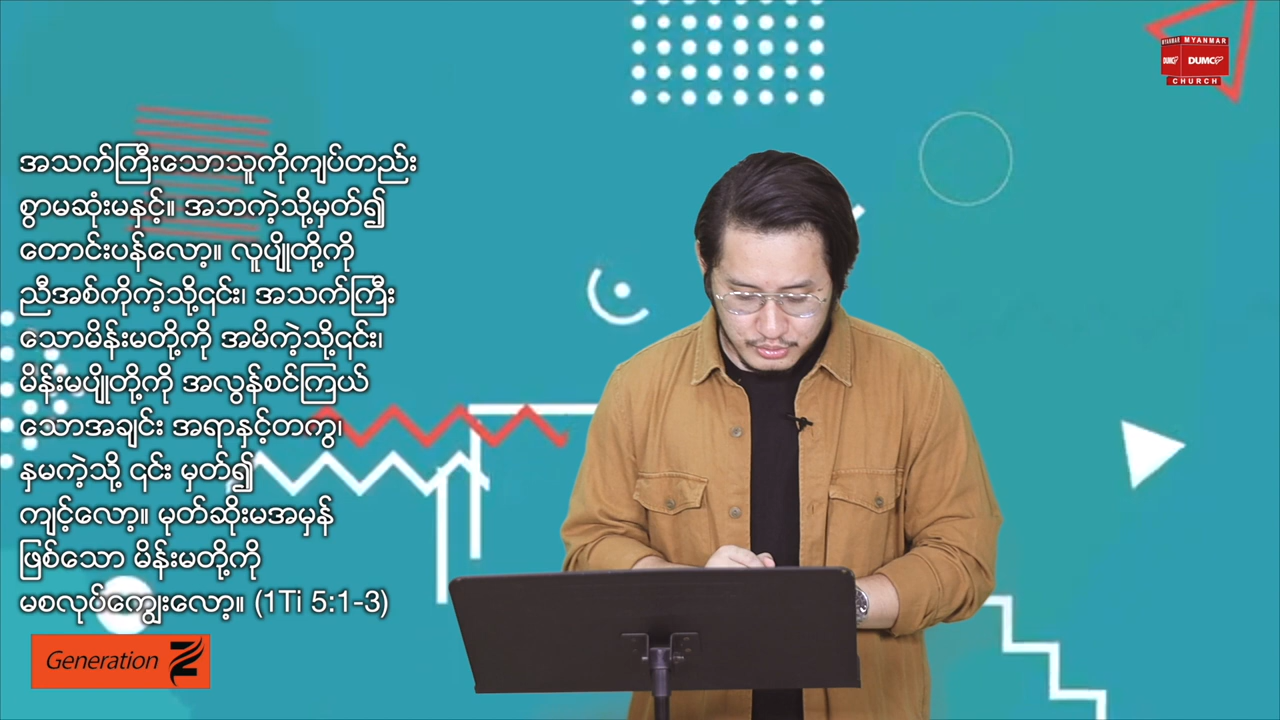 MYANMAR MYANMAR
DUMC DUMC
CHURCH
အသက်ကြီးသောသူကိုကျပ်တည်း
စွာမဆုံးမနှင့်။ အဘကဲ့သို့မှတ်၍
တောင်းပန်လော့။ လူပျိုတို့ကို
ညီအစ်ကိုကဲ့သို့၎င်း၊ အသက်ကြီး
သောမိန်းမတို့ကို အမိကဲ့သို့၎င်း၊
မိန်းမပျိုတို့ကို အလွန်စင်ကြယ်
သောအချင်း အရာနှင့်တကွ၊
နှမကဲ့သို့ ၎င်း မှတ်၍
ကျင့်လော့။ မုတ်ဆိုးမအမှန်
ဖြစ်သော မိန်းမတို့ကို
မစလုပ်ကျွေးလော့။ (1Ti 5:1-3)
Generation Z